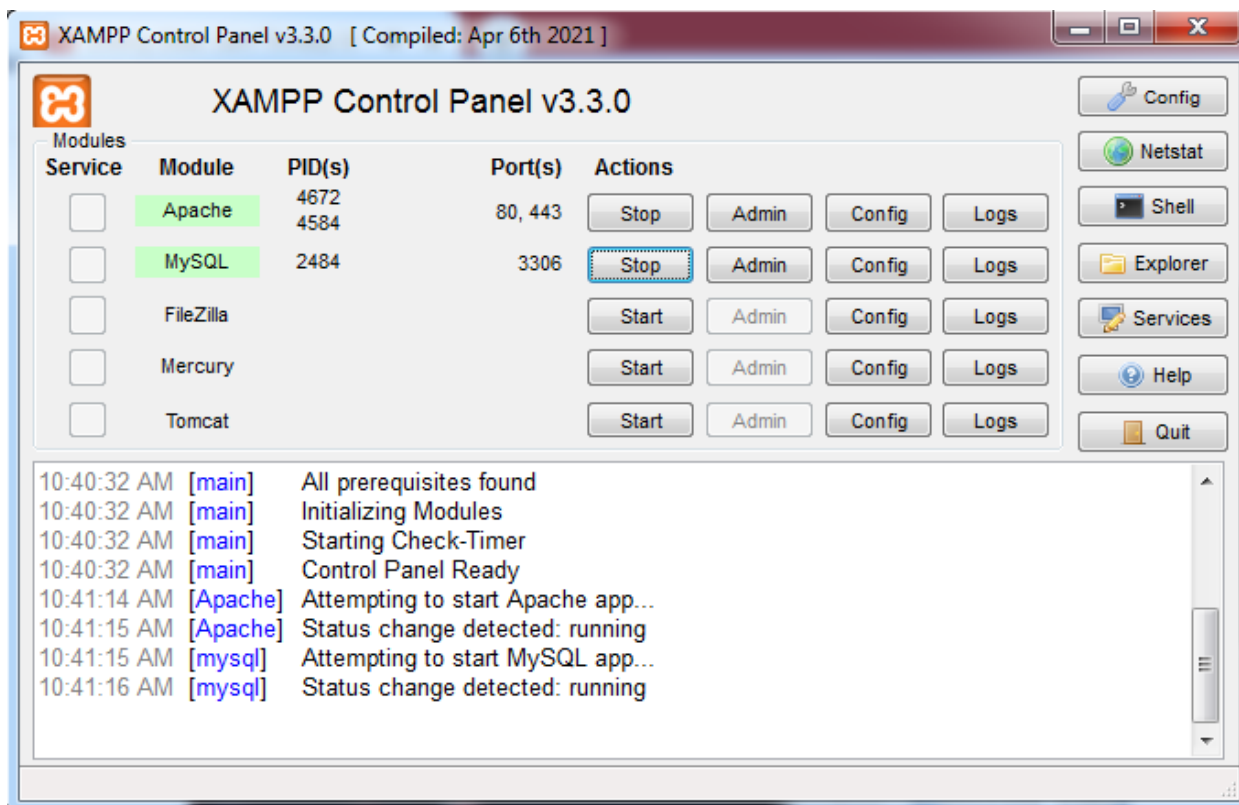 XAMPP Control Panel v3.3.0 [ Compiled: Apr 6th 2021 ]
XAMPP Control Panel v3.3.0
Config
Modules
Service Module PID(s) Port(s) Actions
Netstat
Apache 4672 4584 80, 443 Stop Admin Config Logs
Shell
MySQL 2484 3306 Stop Admin Config Logs
Explorer
FileZilla Start Admin Config Logs
Services
Mercury Start Admin Config Logs
Help
Tomcat Start Admin Config Logs
Quit
10:40:32 AM [main] All prerequisites found
10:40:32 AM [main] Initializing Modules
10:40:32 AM [main] Starting Check-Timer
10:40:32 AM [main] Control Panel Ready
10:41:14 AM [Apache] Attempting to start Apache app...
10:41:15 AM [Apache] Status change detected: running
10:41:15 AM [mysql] Attempting to start MySQL app...
10:41:16 AM [mysql] Status change detected: running